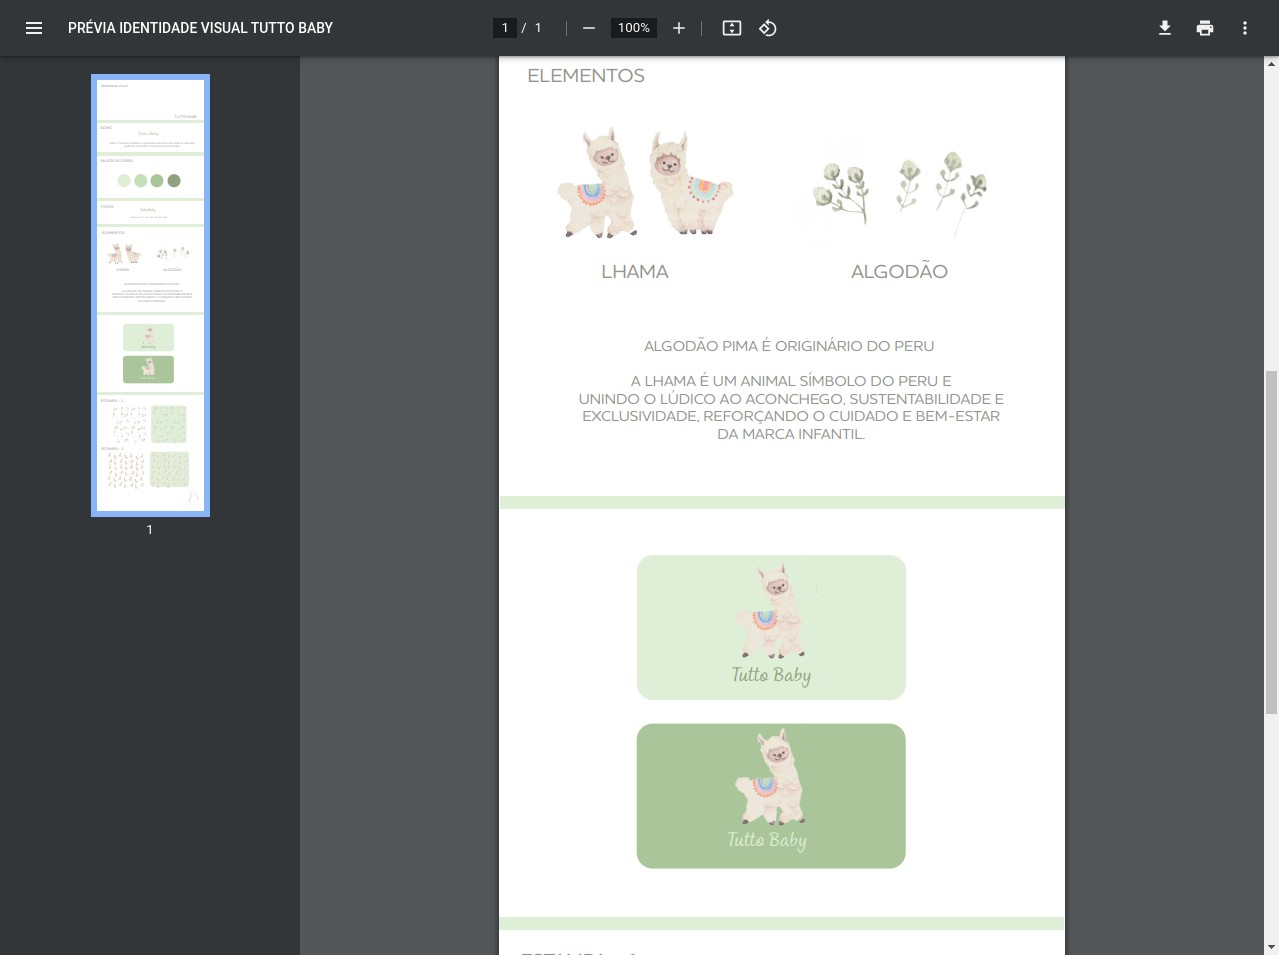 PRÉVIA IDENTIDADE VISUAL TUTTO BABY
1 / 1
100%
1
ELEMENTOS
LHAMA
ALGODÃO
ALGODÃO PIMA É ORIGINÁRIO DO PERU
A LHAMA É UM ANIMAL SÍMBOLO DO PERU E
UNINDO O LÚDICO AO ACONCHEGO, SUSTENTABILIDADE E
EXCLUSIVIDADE, REFORÇANDO O CUIDADO E BEM-ESTAR
DA MARCA INFANTIL.
Tutto Baby
Tutto Baby